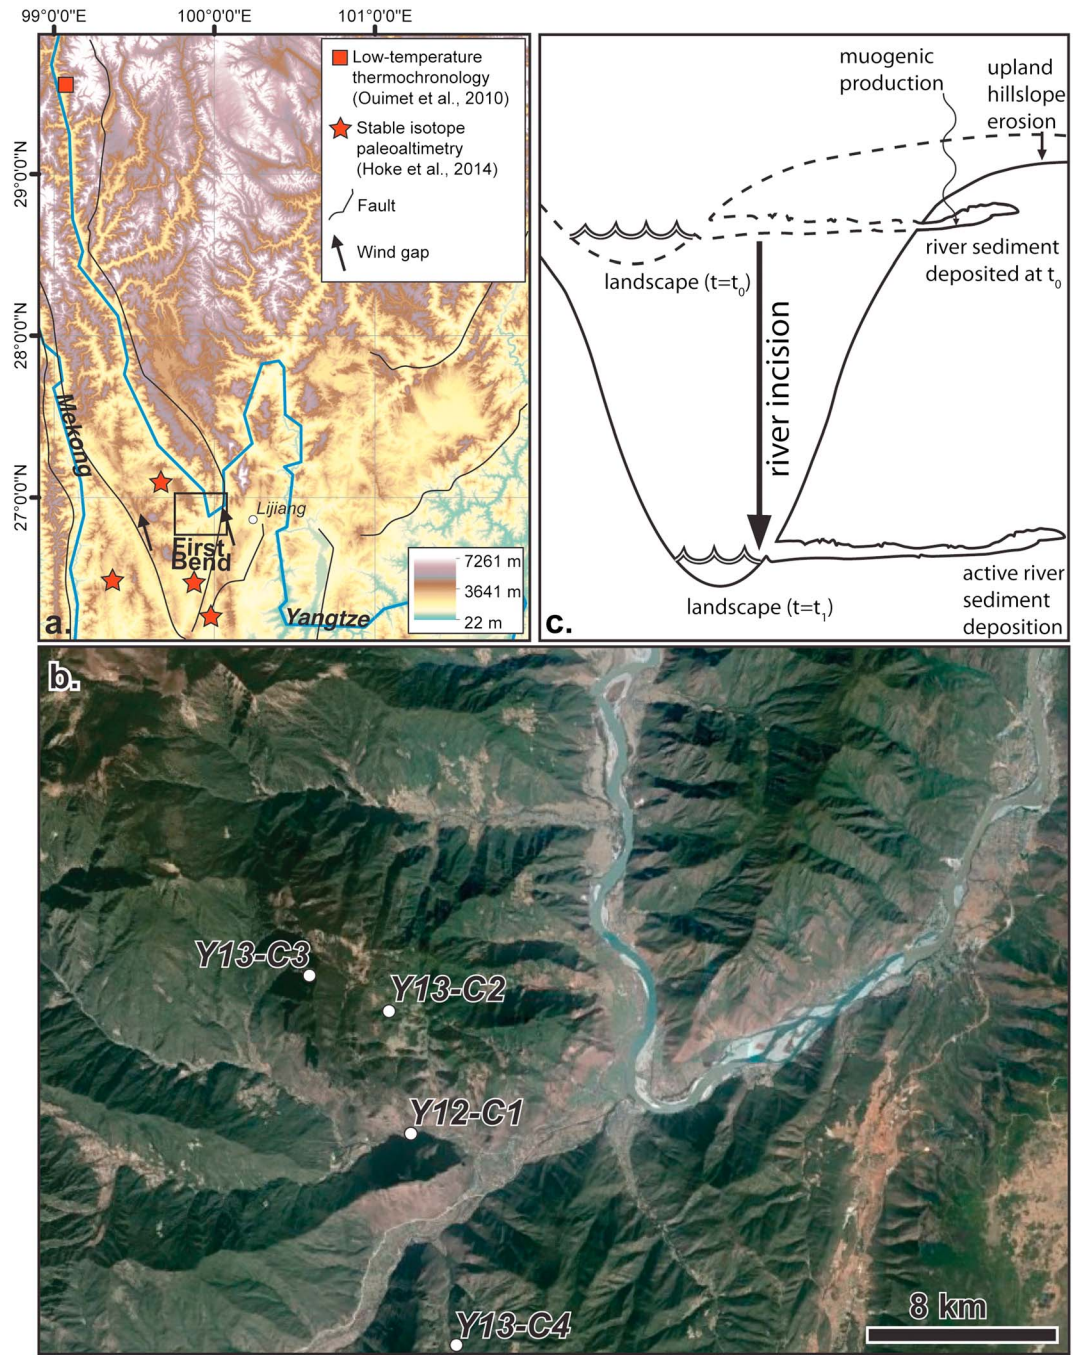 99°0'0"E
100°0'0"E
101°0'0"E
29°0'0"N
28°0'0"N
27°0'0"N
Low-temperature
thermochronology
(Ouimet et al., 2010)
Stable isotope
paleoaltimetry
(Hoke et al., 2014)
Fault
Wind gap
Mekong
Lijiang
First
Bend
Yangtze
7261 m
3641 m
22 m
a.
muogenic
production
upland
hillslope
erosion
landscape (t=t₀)
river sediment
deposited at t₀
river incision
landscape (t=t₁)
active river
sediment
deposition
c.
b.
Y13-C3
Y13-C2
Y12-C1
Y13-C4
8 km